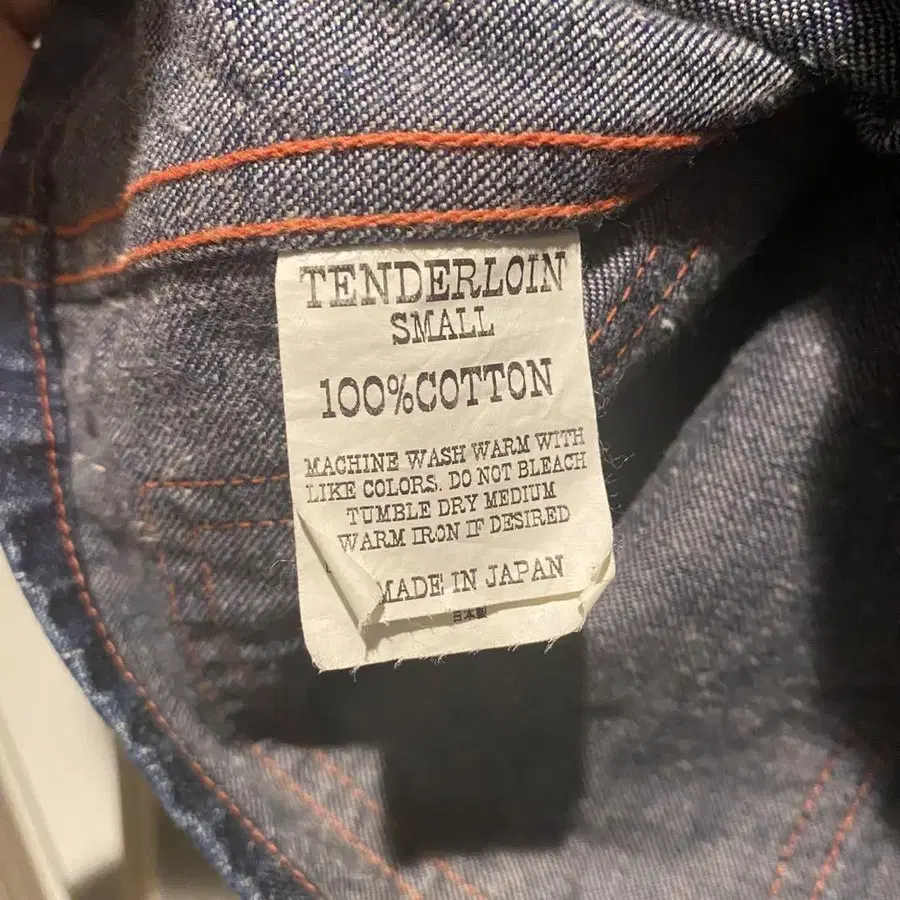 TENDERLOIN
SMALL
100%COTTON
MACHINE WASH WARM WITH
LIKE COLORS. DO NOT BLEACH
TUMBLE DRY MEDIUM
WARM IRON IF DESIRED
MADE IN JAPAN
日本製